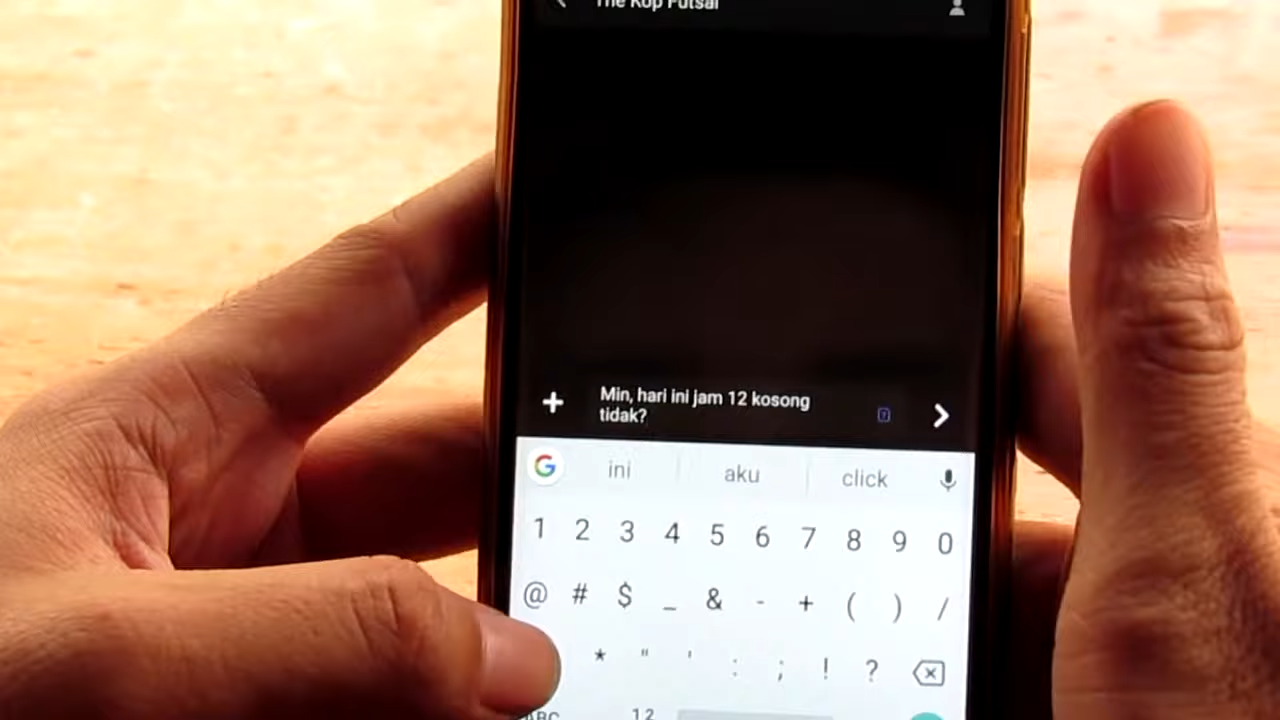 The Kop Futsal
Min, hari ini jam 12 kosong
tidak?
ini aku click
1 2 3 4 5 6 7 8 9 0
@ # $ _ & - + ( ) /
* " ' : ; ! ?
ABC 12